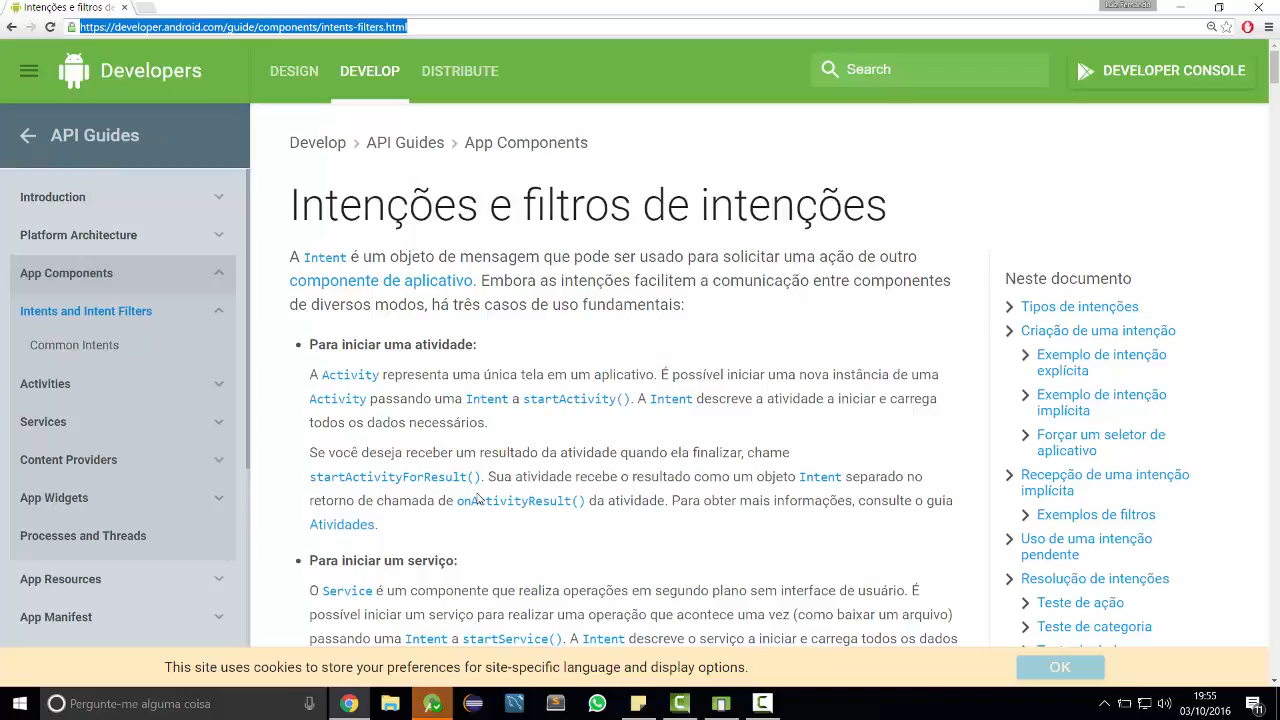 Intenções e filtros de in
Luiz Fernando
https://developer.android.com/guide/components/intents-filters.html
Developers
DESIGN
DEVELOP
DISTRIBUTE
Search
DEVELOPER CONSOLE
API Guides
Introduction
Platform Architecture
App Components
Intents and Intent Filters
Common Intents
Activities
Services
Content Providers
App Widgets
Processes and Threads
App Resources
App Manifest
Develop > API Guides > App Components
Intenções e filtros de intenções
A Intent é um objeto de mensagem que pode ser usado para solicitar uma ação de outro
componente de aplicativo. Embora as intenções facilitem a comunicação entre componentes
de diversos modos, há três casos de uso fundamentais:
• Para iniciar uma atividade:
A Activity representa uma única tela em um aplicativo. É possível iniciar uma nova instância de uma
Activity passando uma Intent a startActivity(). A Intent descreve a atividade a iniciar e carrega
todos os dados necessários.
Se você deseja receber um resultado da atividade quando ela finalizar, chame
startActivityForResult(). Sua atividade recebe o resultado como um objeto Intent separado no
retorno de chamada de onActivityResult() da atividade. Para obter mais informações, consulte o guia
Atividades.
• Para iniciar um serviço:
O Service é um componente que realiza operações em segundo plano sem interface de usuário. É
possível iniciar um serviço para realizar uma operação que acontece uma vez (como baixar um arquivo)
passando uma Intent a startService(). A Intent descreve o serviço a iniciar e carrega todos os dados
Neste documento
Tipos de intenções
Criação de uma intenção
Exemplo de intenção
explícita
Exemplo de intenção
implícita
Forçar um seletor de
aplicativo
Recepção de uma intenção
implícita
Exemplos de filtros
Uso de uma intenção
pendente
Resolução de intenções
Teste de ação
Teste de categoria
This site uses cookies to store your preferences for site-specific language and display options.
OK
Pergunte-me alguma coisa
19:55
03/10/2016
11